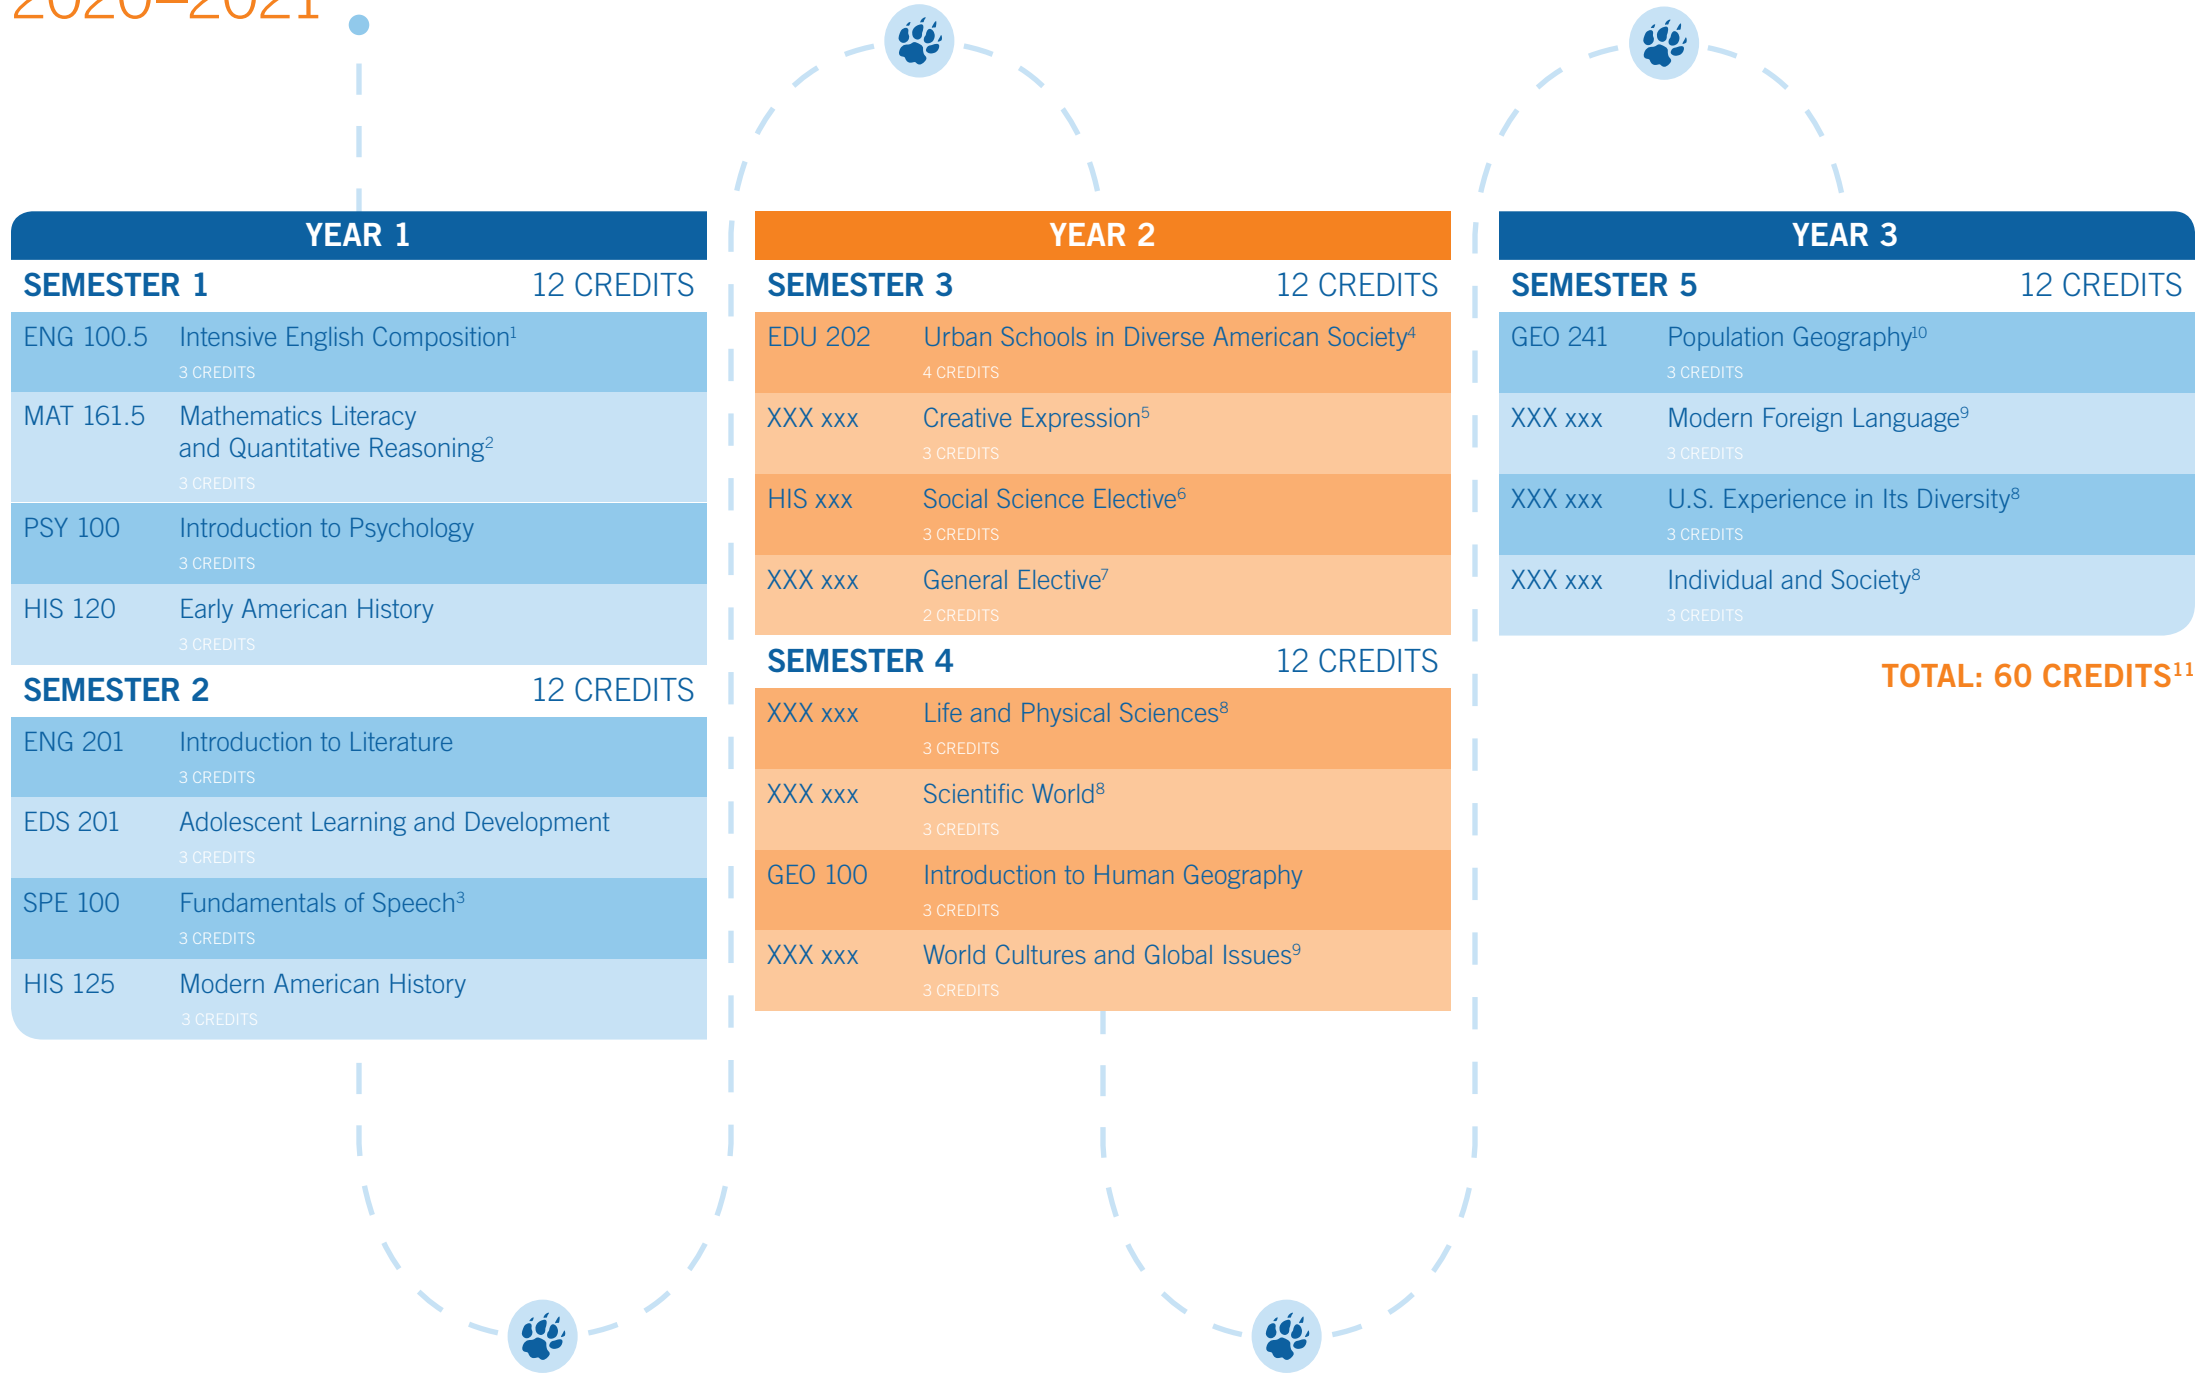 2020–2021
YEAR 1
SEMESTER 1 12 CREDITS
ENG 100.5 Intensive English Composition¹
3 CREDITS
MAT 161.5 Mathematics Literacy
and Quantitative Reasoning²
3 CREDITS
PSY 100 Introduction to Psychology
3 CREDITS
HIS 120 Early American History
3 CREDITS
SEMESTER 2 12 CREDITS
ENG 201 Introduction to Literature
3 CREDITS
EDS 201 Adolescent Learning and Development
3 CREDITS
SPE 100 Fundamentals of Speech³
3 CREDITS
HIS 125 Modern American History
3 CREDITS
YEAR 2
SEMESTER 3 12 CREDITS
EDU 202 Urban Schools in Diverse American Society⁴
4 CREDITS
XXX xxx Creative Expression⁵
3 CREDITS
HIS xxx Social Science Elective⁶
3 CREDITS
XXX xxx General Elective⁷
2 CREDITS
SEMESTER 4 12 CREDITS
XXX xxx Life and Physical Sciences⁸
3 CREDITS
XXX xxx Scientific World⁸
3 CREDITS
GEO 100 Introduction to Human Geography
3 CREDITS
XXX xxx World Cultures and Global Issues⁹
3 CREDITS
YEAR 3
SEMESTER 5 12 CREDITS
GEO 241 Population Geography¹⁰
3 CREDITS
XXX xxx Modern Foreign Language⁹
3 CREDITS
XXX xxx U.S. Experience in Its Diversity⁸
3 CREDITS
XXX xxx Individual and Society⁸
3 CREDITS
TOTAL: 60 CREDITS¹¹